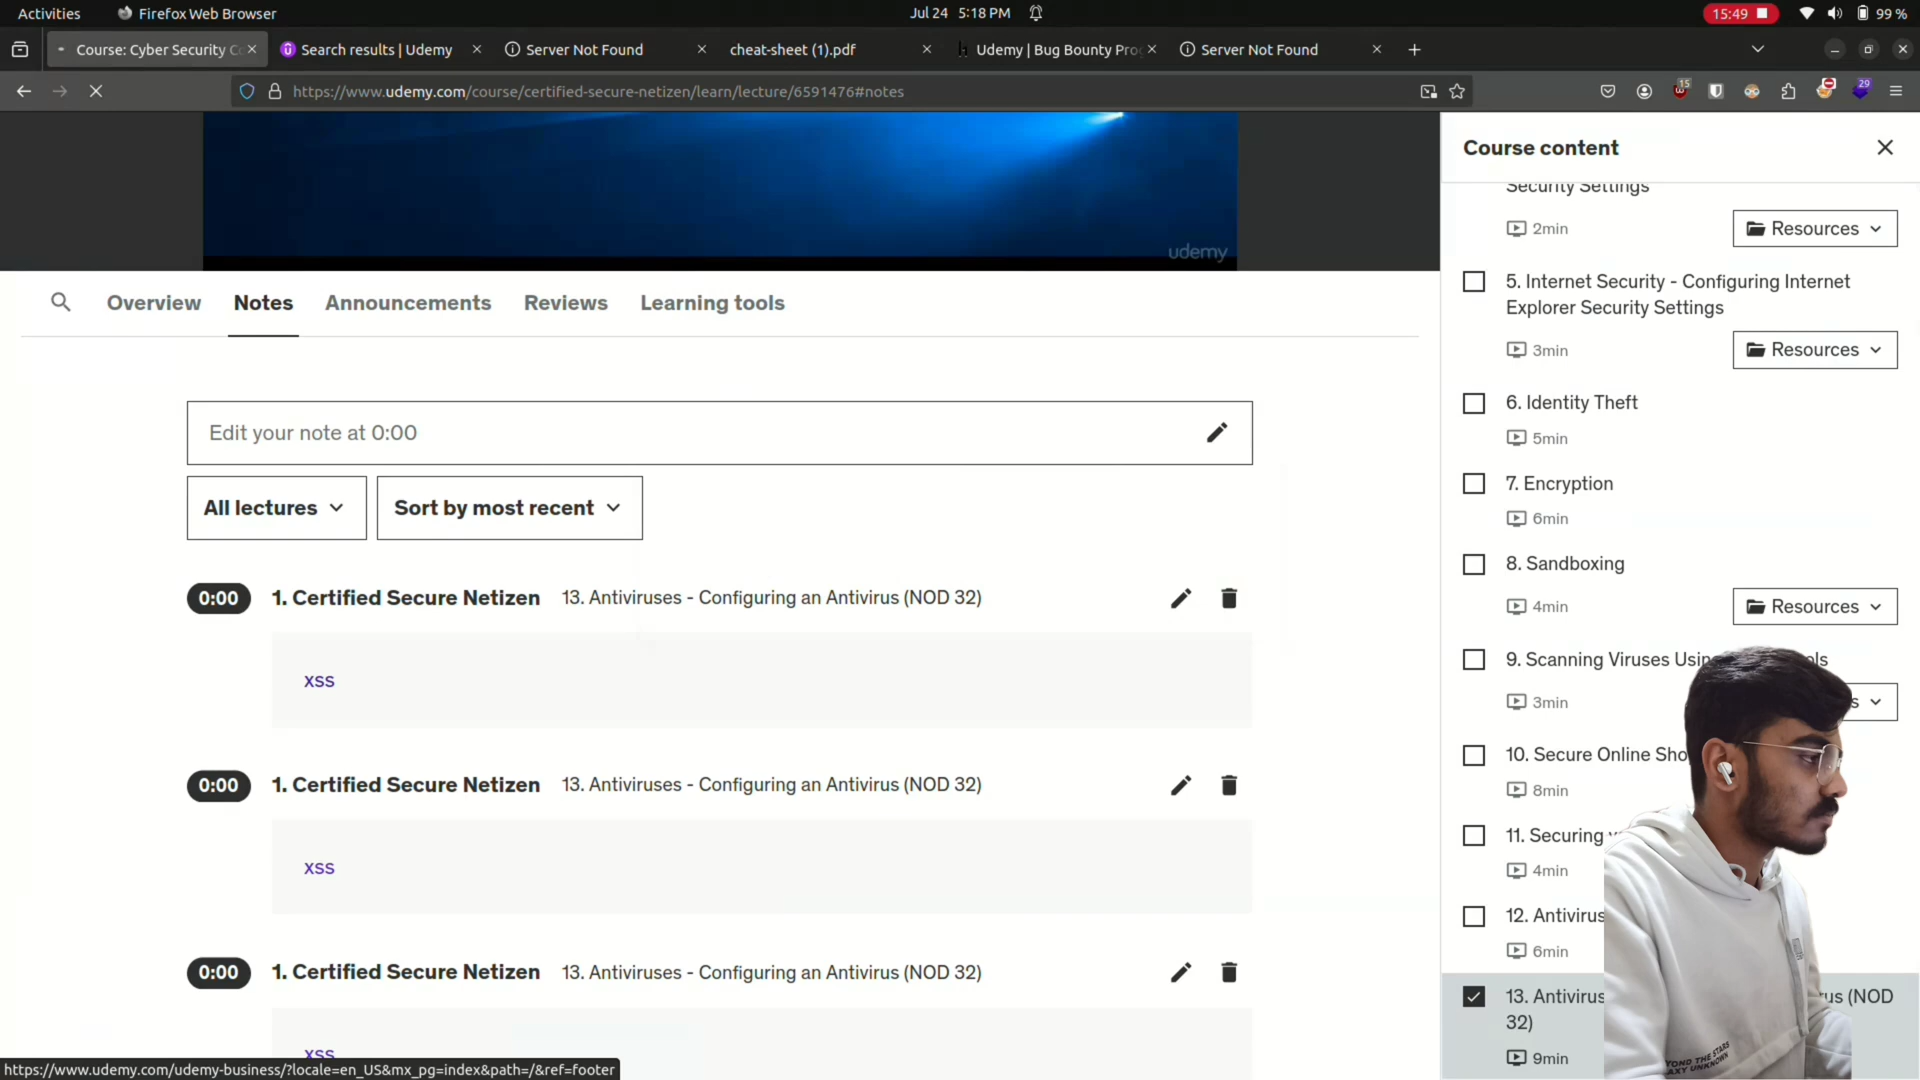 Activities
Firefox Web Browser
Jul 24 5:18 PM
15:49
99 %
Course: Cyber Security C
Search results | Udemy
Server Not Found
cheat-sheet (1).pdf
Udemy | Bug Bounty Pro
Server Not Found
https://www.udemy.com/course/certified-secure-netizen/learn/lecture/6591476#notes
15
29
udemy
Overview
Notes
Announcements
Reviews
Learning tools
Edit your note at 0:00
All lectures
Sort by most recent
0:00 1. Certified Secure Netizen 13. Antiviruses - Configuring an Antivirus (NOD 32)
XSS
0:00 1. Certified Secure Netizen 13. Antiviruses - Configuring an Antivirus (NOD 32)
XSS
0:00 1. Certified Secure Netizen 13. Antiviruses - Configuring an Antivirus (NOD 32)
XSS
https://www.udemy.com/udemy-business/?locale=en_US&mx_pg=index&path=/&ref=footer
Course content
Security Settings
2min
Resources
5. Internet Security - Configuring Internet
Explorer Security Settings
3min
Resources
6. Identity Theft
5min
7. Encryption
6min
8. Sandboxing
4min
Resources
9. Scanning Viruses
3min
10. Secure Online
8min
11. Securing
4min
12.
6min
13.
(NOD
32)
9min